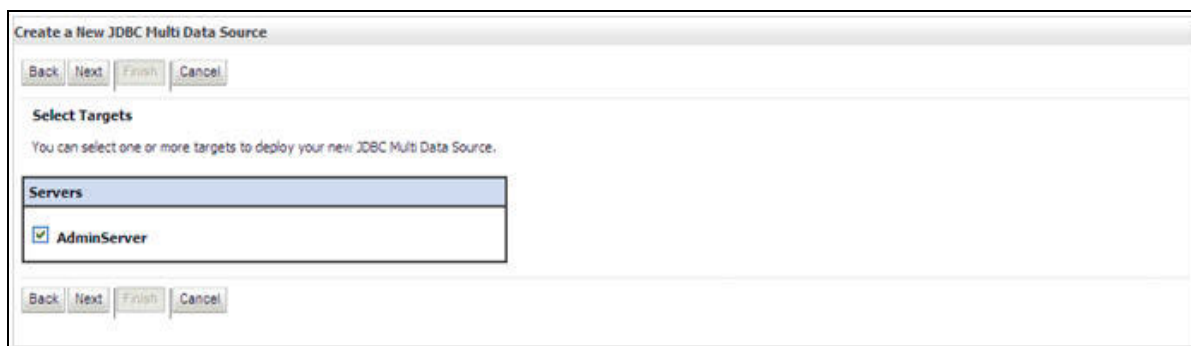 Create a New JDBC Multi Data Source
Back Next Finish Cancel
Select Targets
You can select one or more targets to deploy your new JDBC Multi Data Source.
Servers
AdminServer
Back Next Finish Cancel